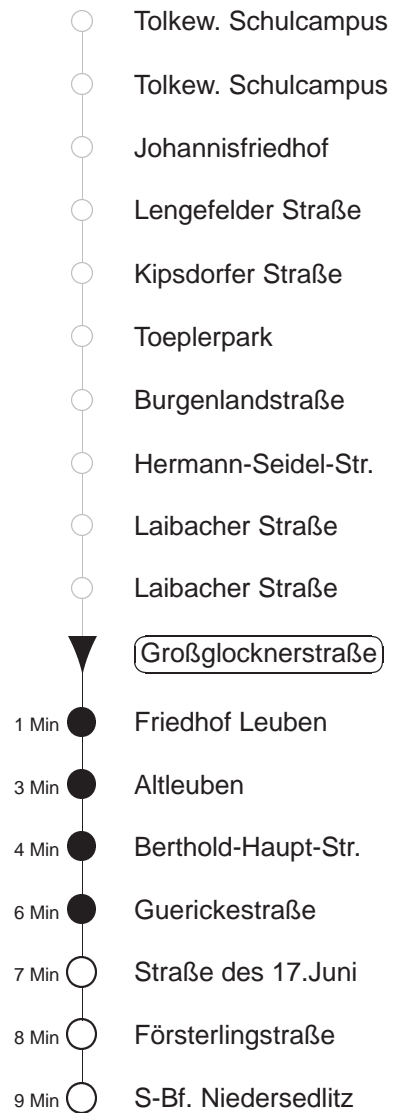 Tolkew. Schulcampus
Tolkew. Schulcampus
Johannisfriedhof
Lengefelder Straße
Kipsdorfer Straße
Toeplerpark
Burgenlandstraße
Hermann-Seidel-Str.
Laibacher Straße
Laibacher Straße
Großglocknerstraße
1 Min Friedhof Leuben
3 Min Altleuben
4 Min Berthold-Haupt-Str.
6 Min Guerickestraße
7 Min Straße des 17.Juni
8 Min Försterlingstraße
9 Min S-Bf. Niedersedlitz